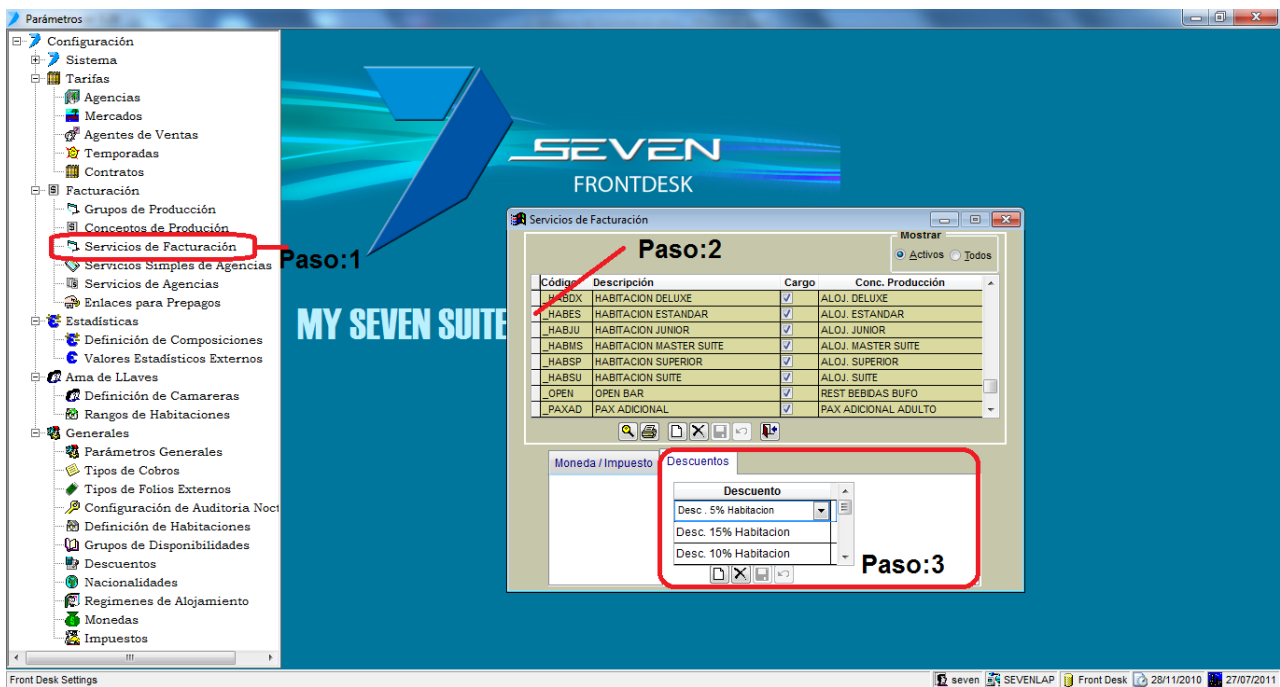 Parámetros
Configuración
Sistema
Tarifas
Agencias
Mercados
Agentes de Ventas
Temporadas
Contratos
Facturación
Grupos de Producción
Conceptos de Produción
Servicios de Facturación
Servicios Simples de Agencias
Servicios de Agencias
Enlaces para Prepagos
Estadísticas
Definición de Composiciones
Valores Estadísticos Externos
Ama de LLaves
Definición de Camareras
Rangos de Habitaciones
Generales
Parámetros Generales
Tipos de Cobros
Tipos de Folios Externos
Configuración de Auditoria Noct
Definición de Habitaciones
Grupos de Disponibilidades
Descuentos
Nacionalidades
Regimenes de Alojamiento
Monedas
Impuestos
Paso:1
SEVEN
FRONTDESK
MY SEVEN SUITE
Servicios de Facturación
Mostrar
Activos Todos
Paso:2
Código Descripción Cargo Conc. Producción
_HABDX HABITACION DELUXE ALOJ. DELUXE
_HABES HABITACION ESTANDAR ALOJ. ESTANDAR
_HABJU HABITACION JUNIOR ALOJ. JUNIOR
_HABMS HABITACION MASTER SUITE ALOJ. MASTER SUITE
_HABSP HABITACION SUPERIOR ALOJ. SUPERIOR
_HABSU HABITACION SUITE ALOJ. SUITE
_OPEN OPEN BAR REST BEBIDAS BUFO
_PAXAD PAX ADICIONAL PAX ADICIONAL ADULTO
Moneda / Impuesto Descuentos
Descuento
Desc . 5% Habitacion
Desc. 15% Habitacion
Desc. 10% Habitacion
Paso:3
Front Desk Settings seven SEVENLAP Front Desk 28/11/2010 27/07/2011